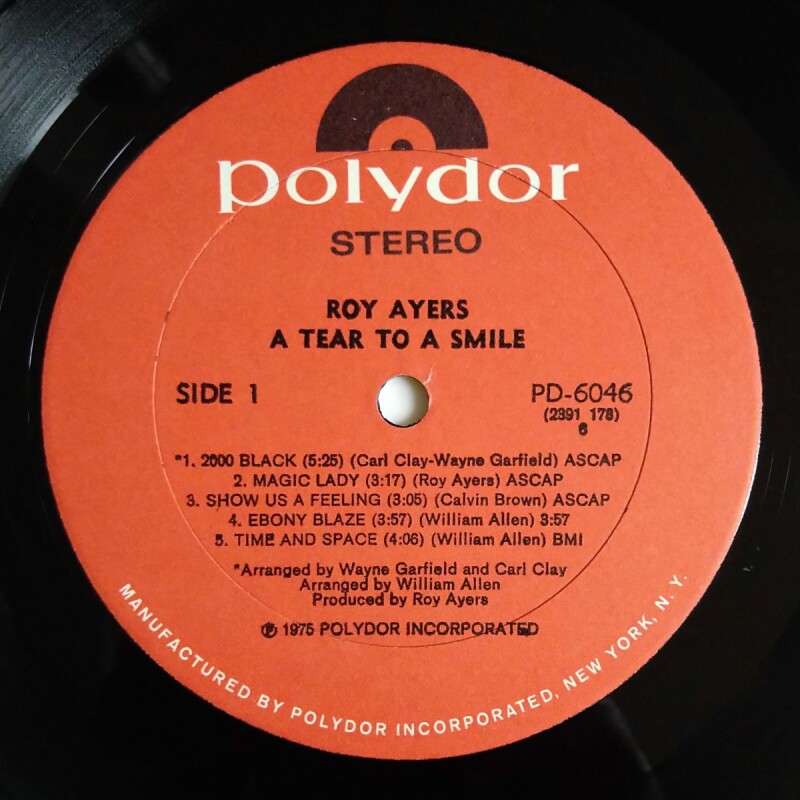 polydor
STEREO
ROY AYERS
A TEAR TO A SMILE
SIDE 1
PD-6046
(2391 178)
6
*1. 2000 BLACK (5:25) (Carl Clay-Wayne Garfield) ASCAP
2. MAGIC LADY (3:17) (Roy Ayers) ASCAP
3. SHOW US A FEELING (3:05) (Calvin Brown) ASCAP
4. EBONY BLAZE (3:57) (William Allen) 3:57
5. TIME AND SPACE (4:06) (William Allen) BMI
*Arranged by Wayne Garfield and Carl Clay
Arranged by William Allen
Produced by Roy Ayers
℗ 1975 POLYDOR INCORPORATED
MANUFACTURED BY POLYDOR INCORPORATED, NEW YORK, N.Y.